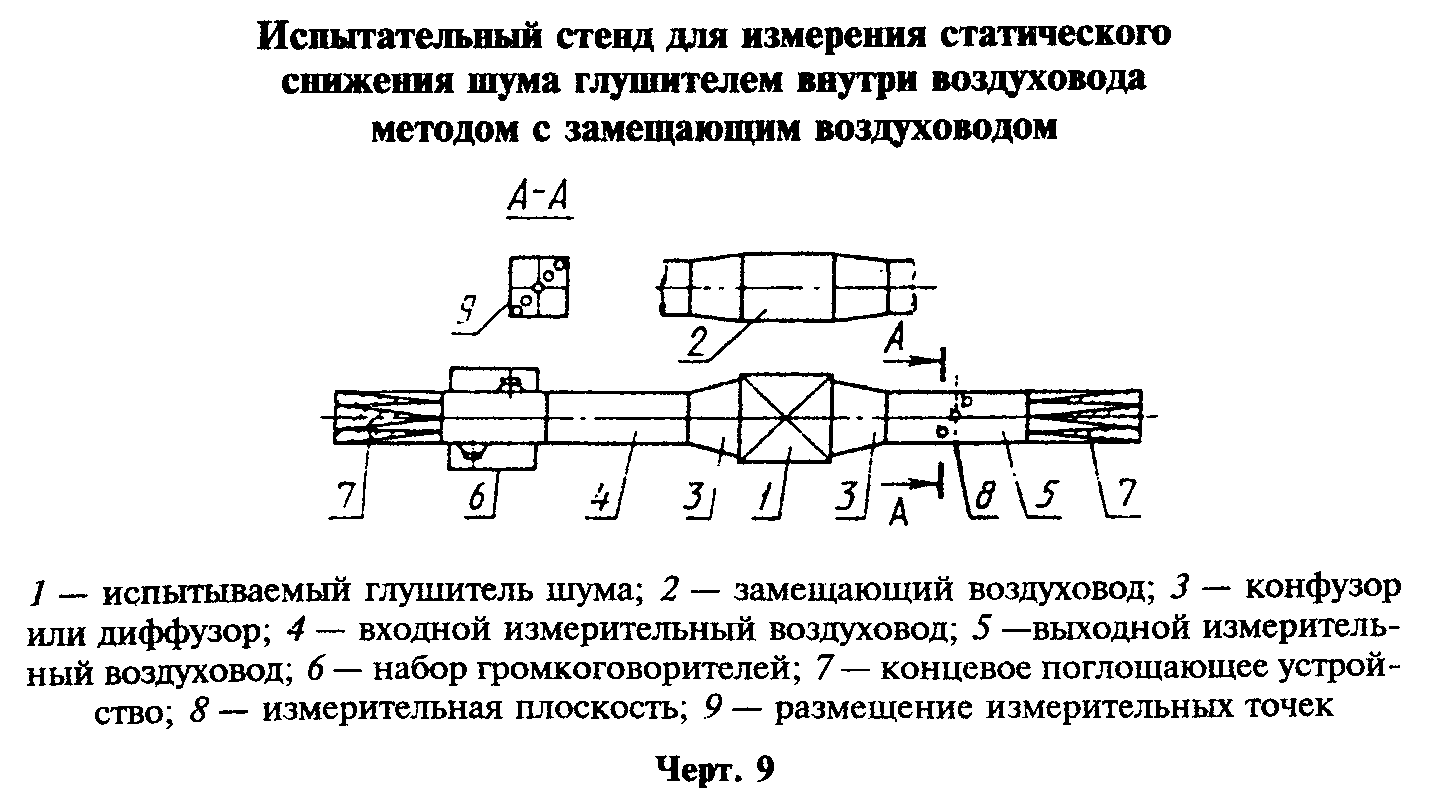 Испытательный стенд для измерения статического
снижения шума глушителем внутри воздуховода
методом с замещающим воздуховодом
А-А
9
2
А
7
6
4
3
1
3
А
8
5
7
1 — испытываемый глушитель шума; 2 — замещающий воздуховод; 3 — конфузор
или диффузор; 4 — входной измерительный воздуховод; 5 —выходной измеритель-
ный воздуховод; 6 — набор громкоговорителей; 7 — концевое поглощающее устрой-
ство; 8 — измерительная плоскость; 9 — размещение измерительных точек
Черт. 9